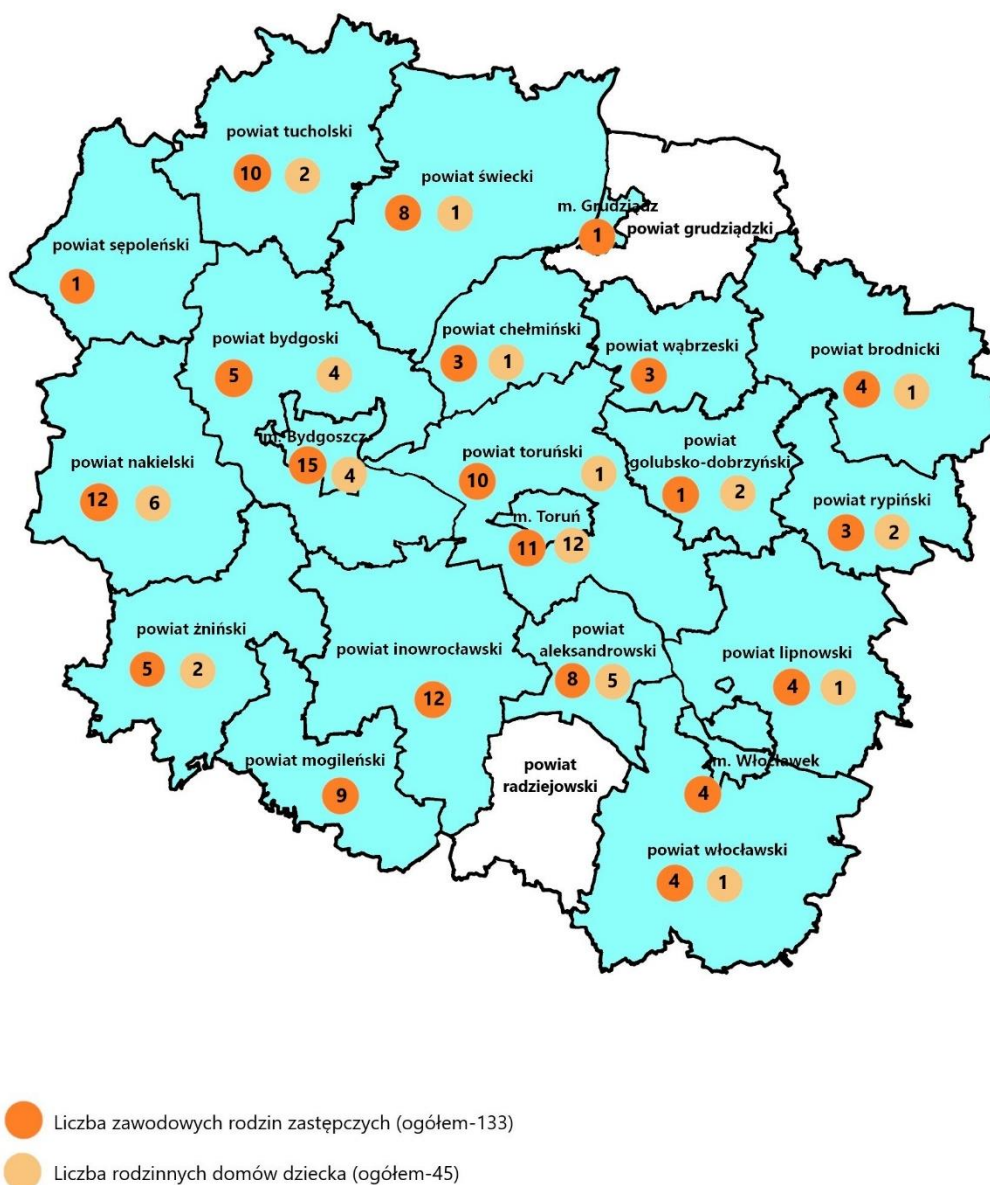 powiat tucholski
10 2
powiat świecki
8 1
m. Grudziądz
1
powiat grudziądzki
powiat sępoleński
1
powiat bydgoski
5 4
powiat chełmiński
3 1
powiat wąbrzeski
3
powiat brodnicki
4 1
m. Bydgoszcz
15 4
powiat nakielski
12 6
powiat toruński
10 1
powiat
golubsko-dobrzyński
1 2
powiat rypiński
3 2
m. Toruń
11 12
powiat żniński
5 2
powiat inowrocławski
12
powiat
aleksandrowski
8 5
powiat lipnowski
4 1
powiat mogileński
9
powiat
radziejowski
m. Włocławek
4
powiat włocławski
4 1
Liczba zawodowych rodzin zastępczych (ogółem-133)
Liczba rodzinnych domów dziecka (ogółem-45)